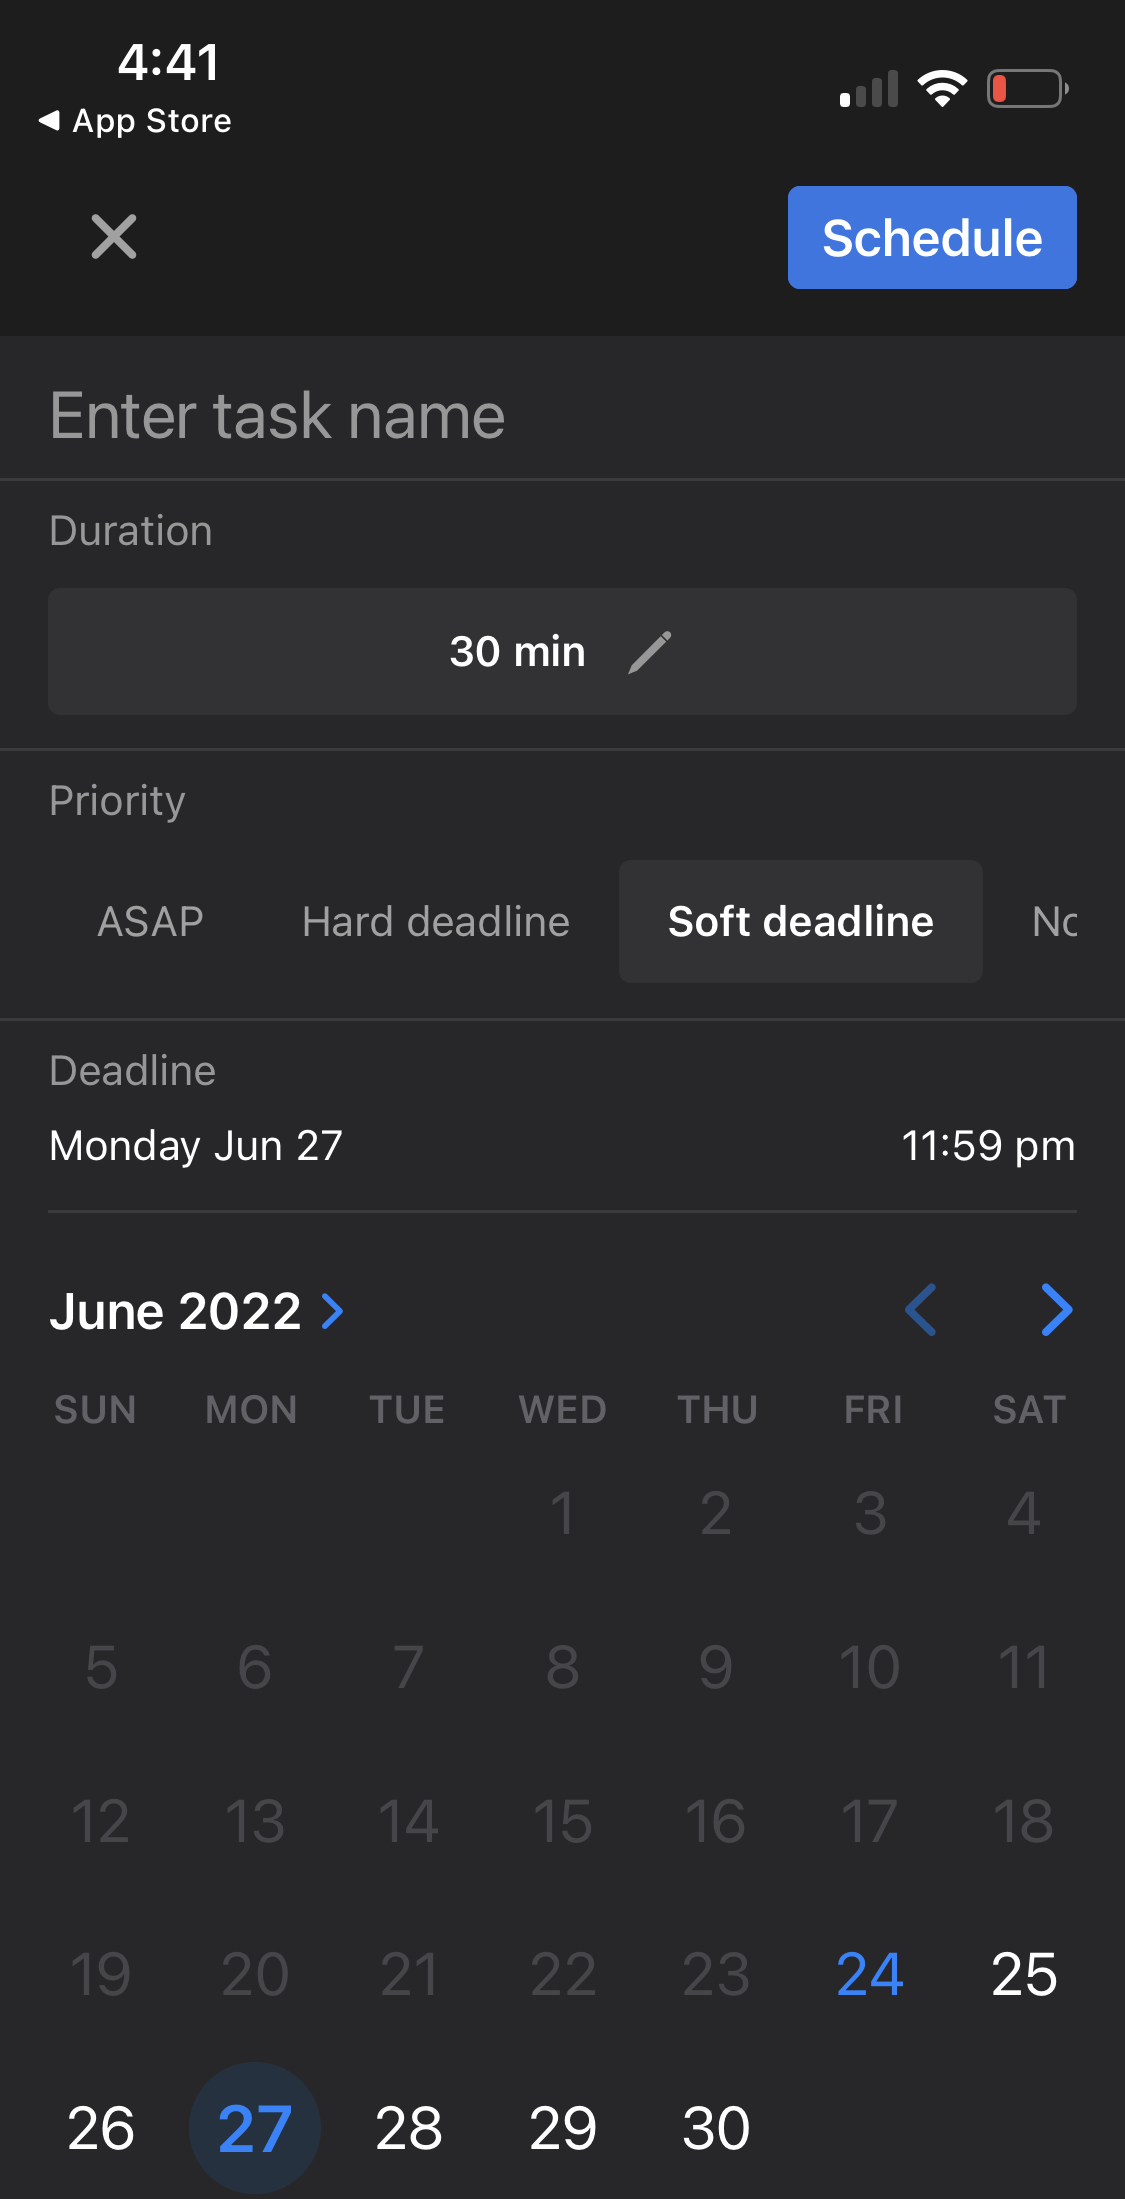 4:41
App Store
Schedule
Enter task name
Duration
30 min
Priority
ASAP Hard deadline Soft deadline
Deadline
Monday Jun 27 11:59 pm
June 2022
SUN MON TUE WED THU FRI SAT
1 2 3 4
5 6 7 8 9 10 11
12 13 14 15 16 17 18
19 20 21 22 23 24 25
26 27 28 29 30